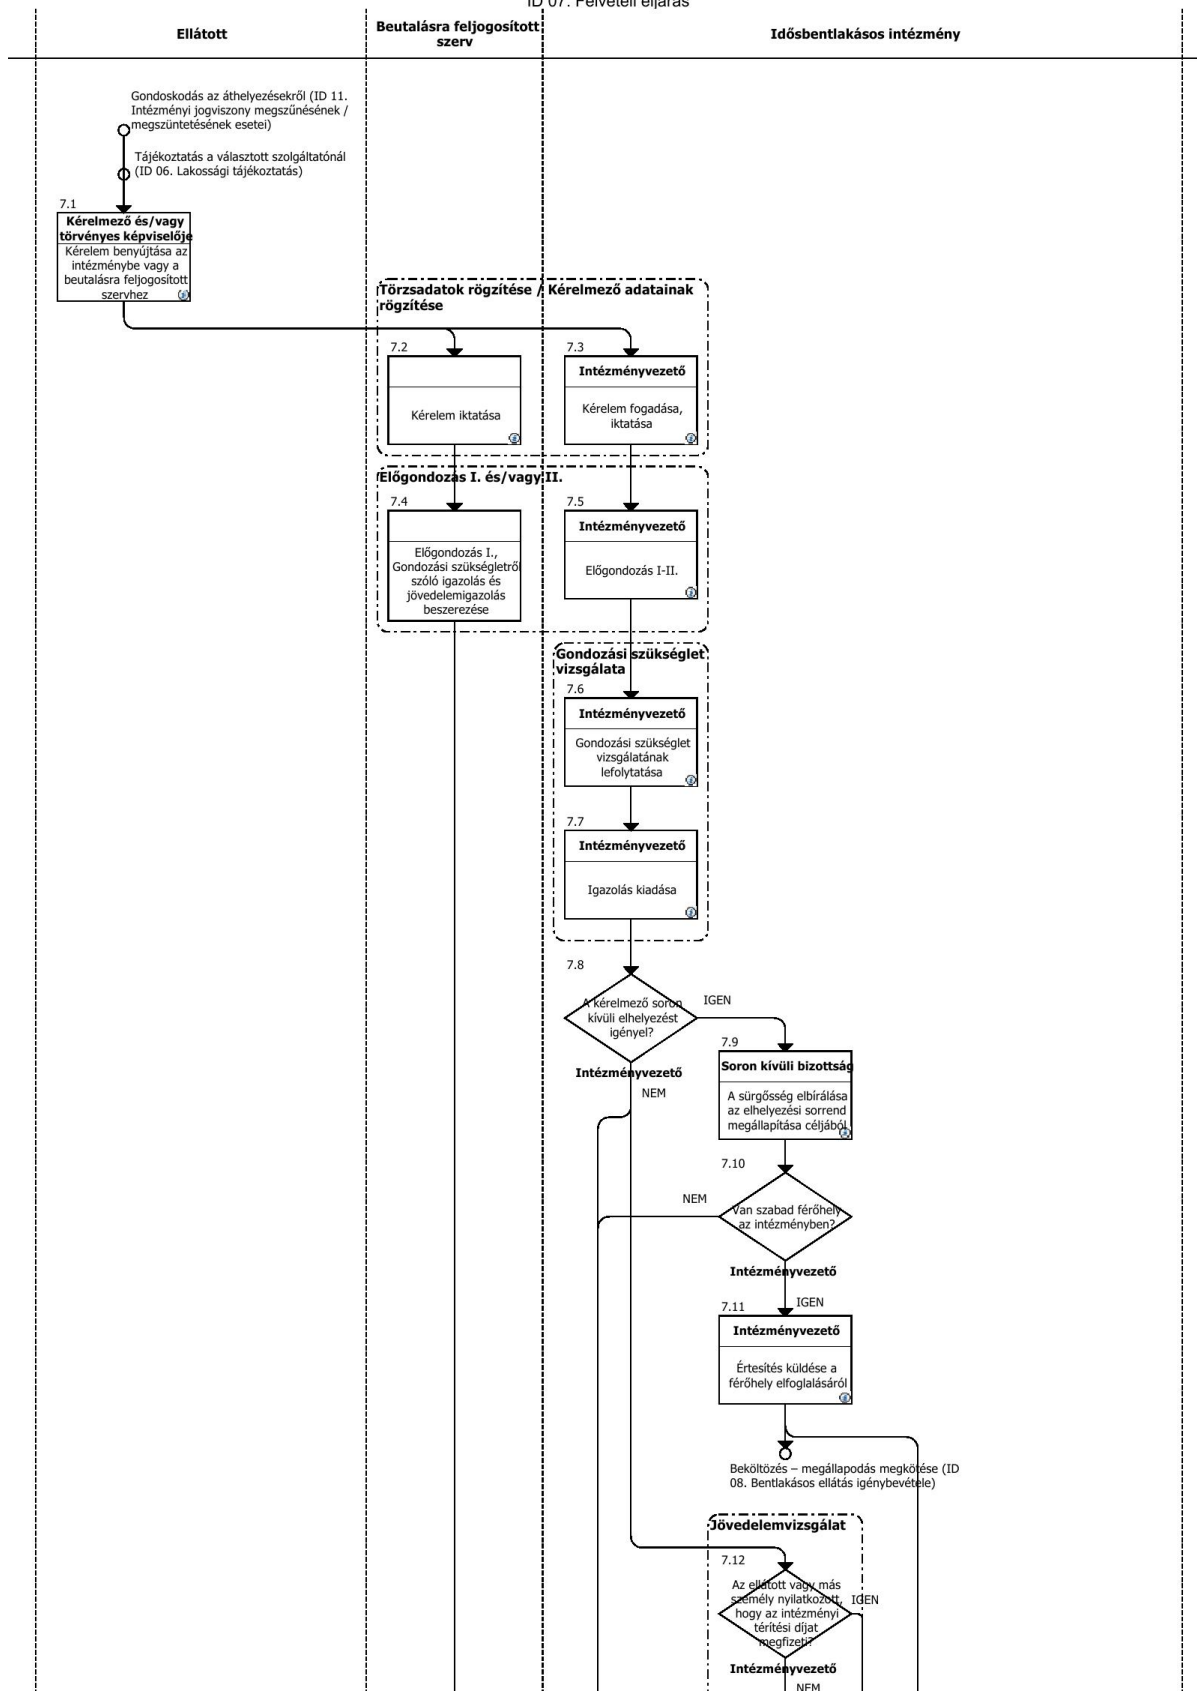 ID 07. Felvételi eljárás
Ellátott
Beutalásra feljogosított
szerv
Idősbentlakásos intézmény
Gondoskodás az áthelyezésekről (ID 11.
Intézményi jogviszony megszűnésének /
megszüntetésének esetei)
Tájékoztatás a választott szolgáltatónál
(ID 06. Lakossági tájékoztatás)
7.1
Kérelmező és/vagy
törvényes képviselője
Kérelem benyújtása az
intézménybe vagy a
beutalásra feljogosított
szervhez
Törzsadatok rögzítése / Kérelmező adatainak
rögzítése
7.2
Kérelem iktatása
7.3
Intézményvezető
Kérelem fogadása,
iktatása
Előgondozás I. és/vagy II.
7.4
Előgondozás I.,
Gondozási szükségletről
szóló igazolás és
jövedelemigazolás
beszerezése
7.5
Intézményvezető
Előgondozás I-II.
Gondozási szükséglet
vizsgálata
7.6
Intézményvezető
Gondozási szükséglet
vizsgálatának
lefolytatása
7.7
Intézményvezető
Igazolás kiadása
7.8
A kérelmező soron
kívüli elhelyezést
igényel?
IGEN
Intézményvezető
NEM
7.9
Soron kívüli bizottság
A sürgősség elbírálása
az elhelyezési sorrend
megállapítása céljából
7.10
NEM
Van szabad férőhely
az intézményben?
Intézményvezető
IGEN
7.11
Intézményvezető
Értesítés küldése a
férőhely elfoglalásáról
Beköltözés – megállapodás megkötése (ID
08. Bentlakásos ellátás igénybevétele)
Jövedelemvizsgálat
7.12
Az ellátott vagy más
személy nyilatkozott,
hogy az intézményi
térítési díjat
megfizeti?
IGEN
Intézményvezető
NEM